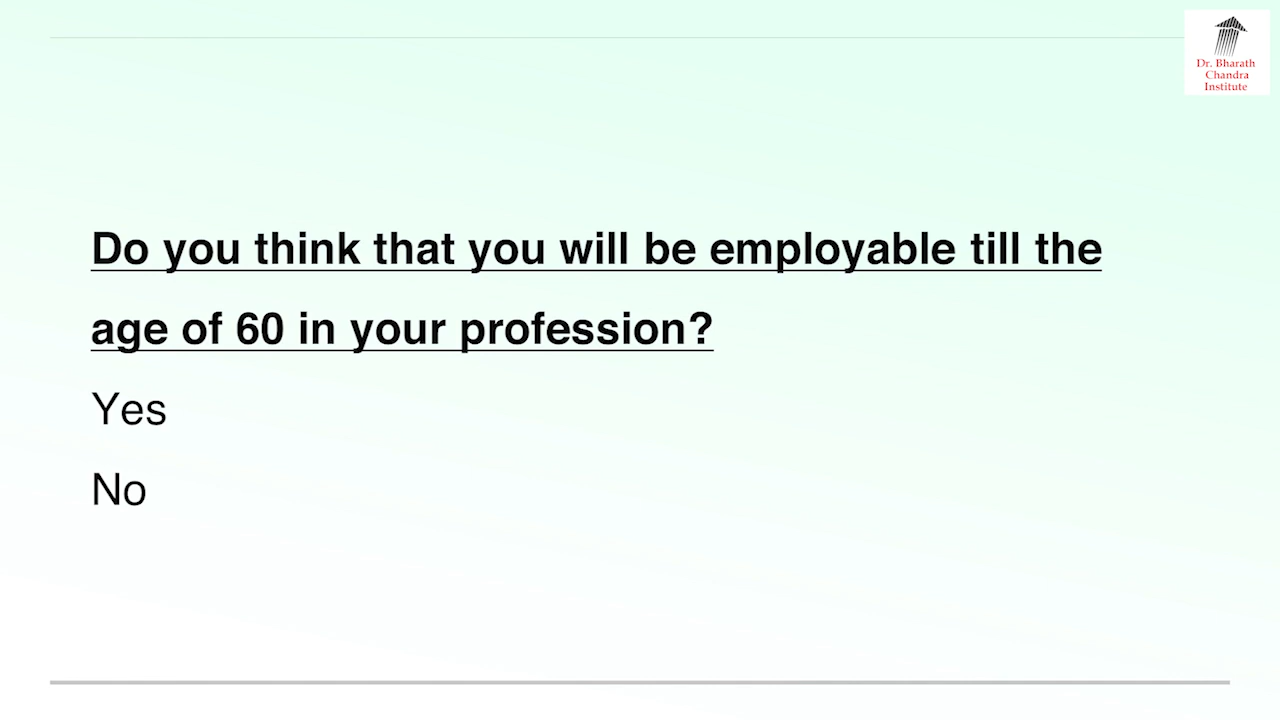 Dr. Bharath
Chandra
Institute
Do you think that you will be employable till the
age of 60 in your profession?
Yes
No